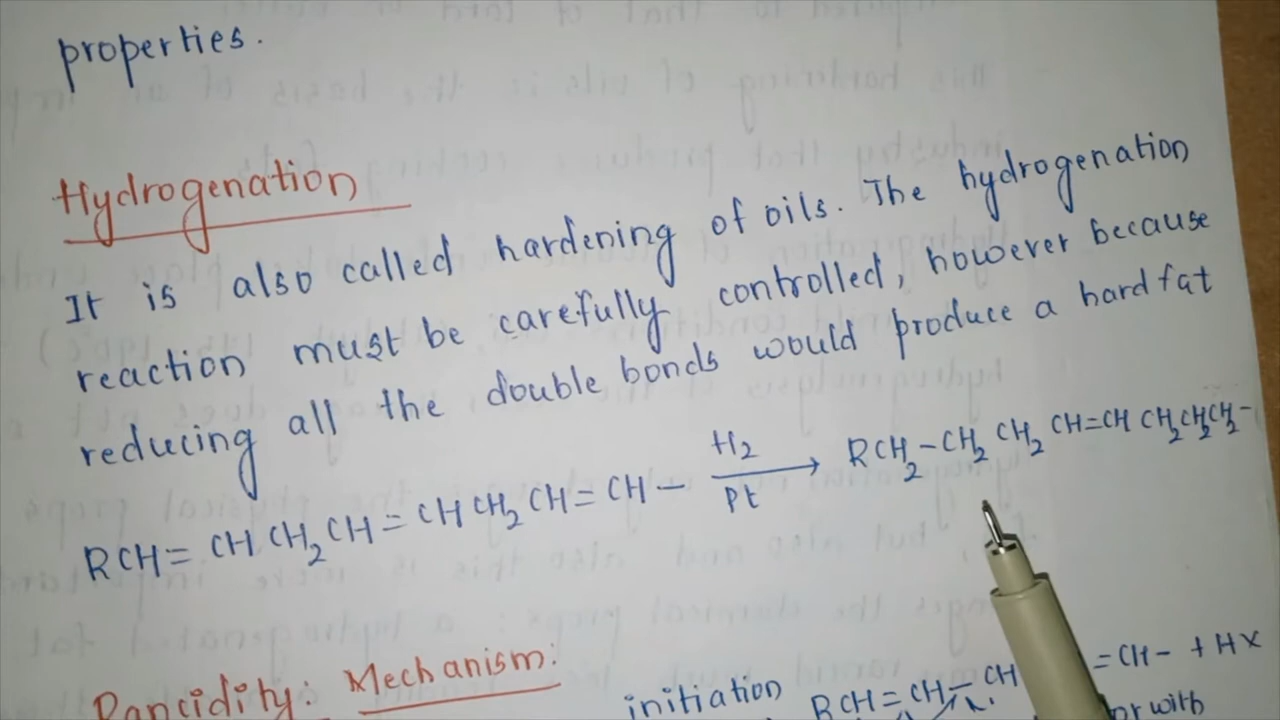 properties.
Hydrogenation
It is also called hardening of oils. The hydrogenation
reaction must be carefully controlled, however because
reducing all the double bonds would produce a hard fat
RCH= CH CH₂ CH = CH CH₂ CH = CH — H₂ Pt → RCH₂-CH₂ CH₂ CH=CH CH₂CH₂CH₂-
Rancidity: Mechanism:
initiation RCH=CH-CH =CH- + HX
with